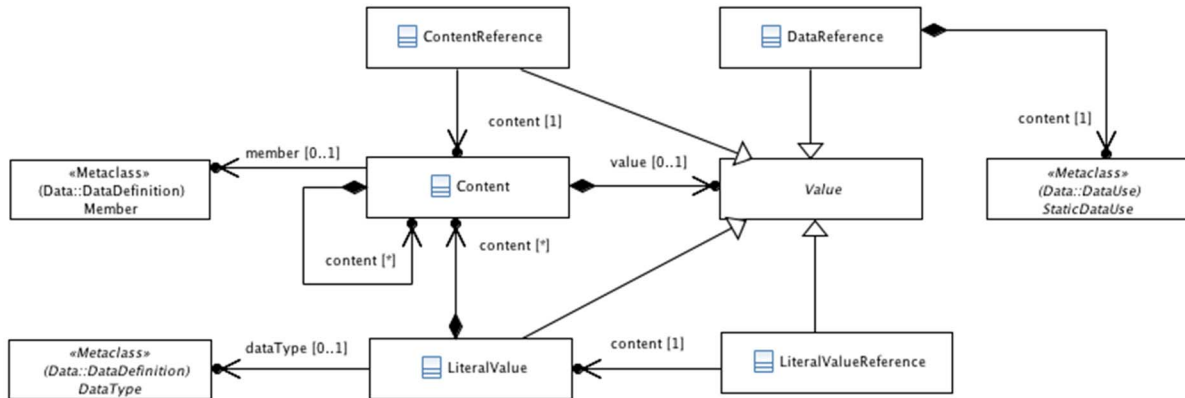 ContentReference
DataReference
content [1]
content [1]
member [0..1]
value [0..1]
«Metaclass»
(Data::DataDefinition)
Member
Content
Value
«Metaclass»
(Data::DataUse)
StaticDataUse
content [*]
content [*]
dataType [0..1]
content [1]
«Metaclass»
(Data::DataDefinition)
DataType
LiteralValue
LiteralValueReference